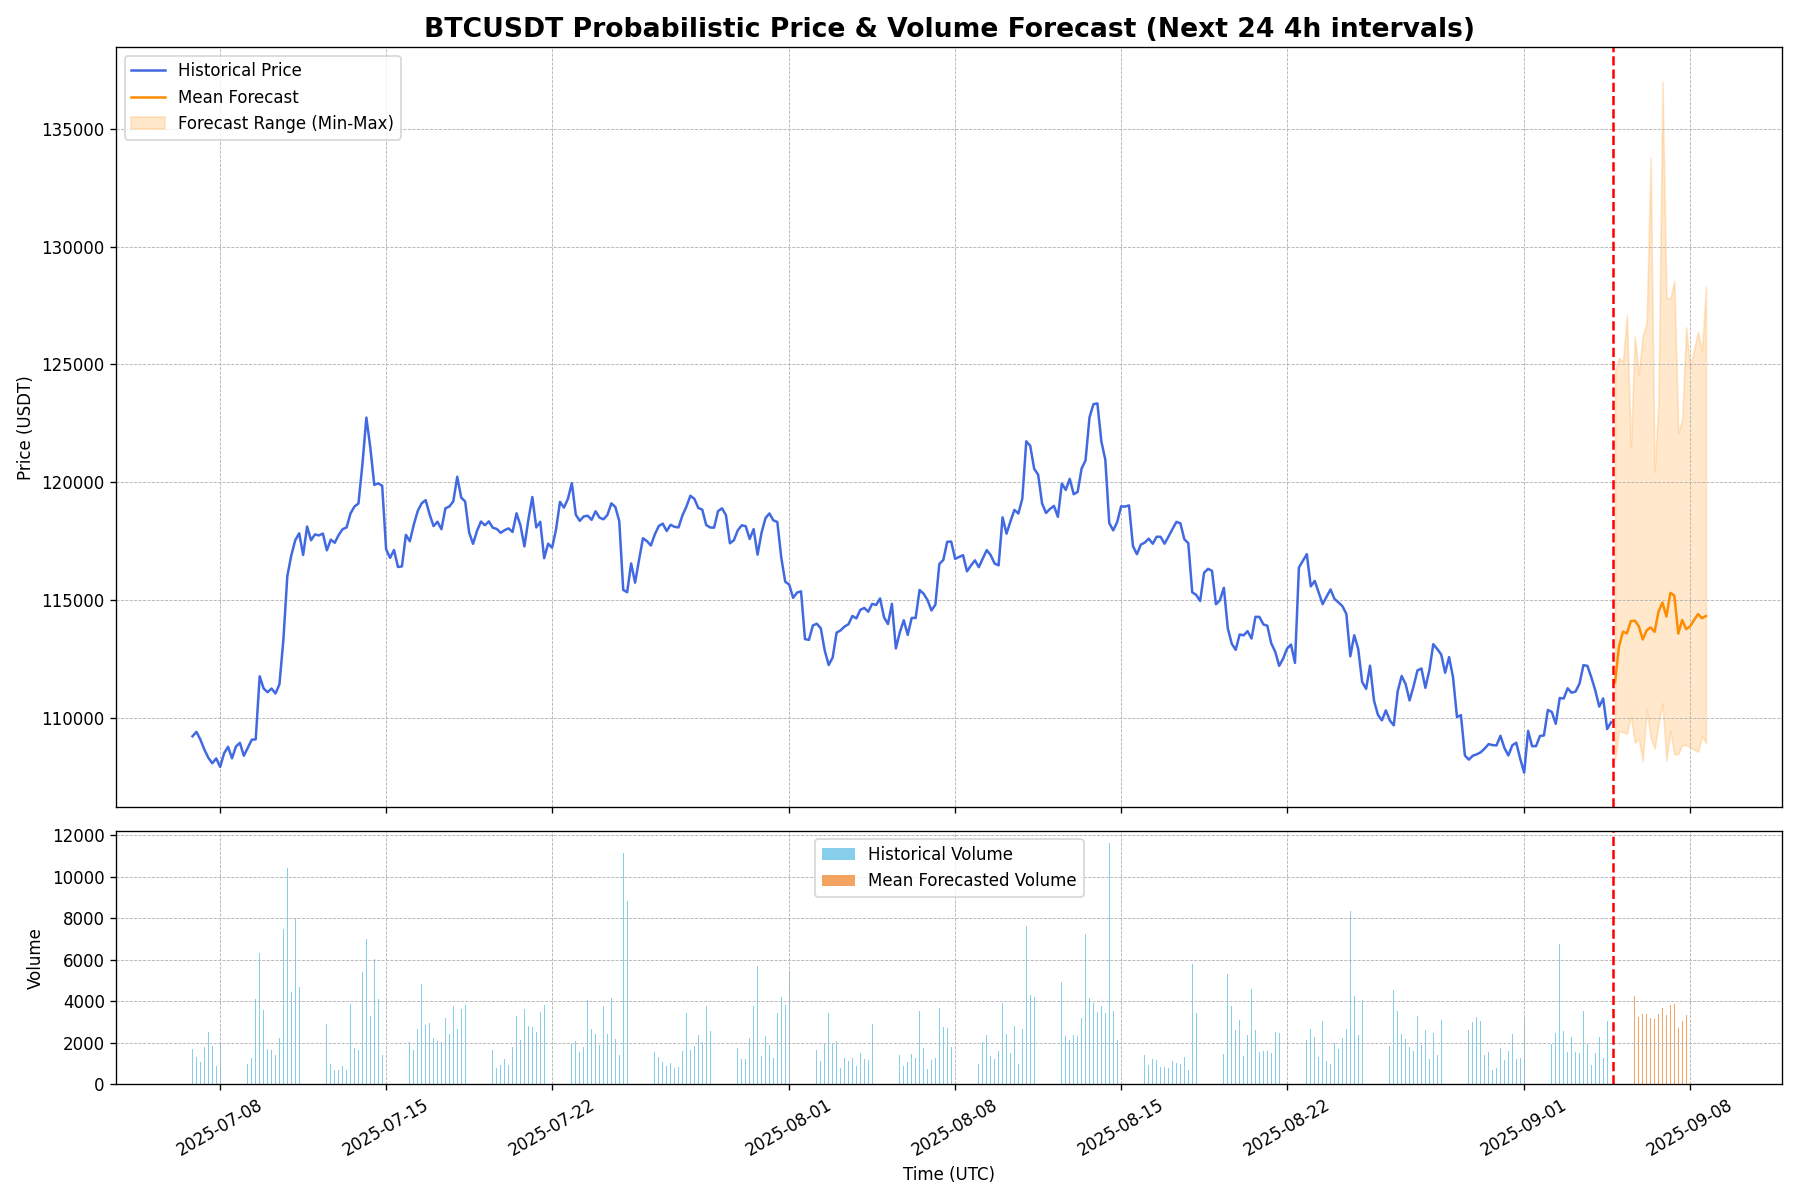 BTCUSDT Probabilistic Price & Volume Forecast (Next 24 4h intervals)
Historical Price
Mean Forecast
Forecast Range (Min-Max)
Price (USDT)
135000
130000
125000
120000
115000
110000
Historical Volume
Mean Forecasted Volume
Volume
12000
10000
8000
6000
4000
2000
0
2025-07-08
2025-07-15
2025-07-22
2025-08-01
2025-08-08
2025-08-15
2025-08-22
2025-09-01
2025-09-08
Time (UTC)